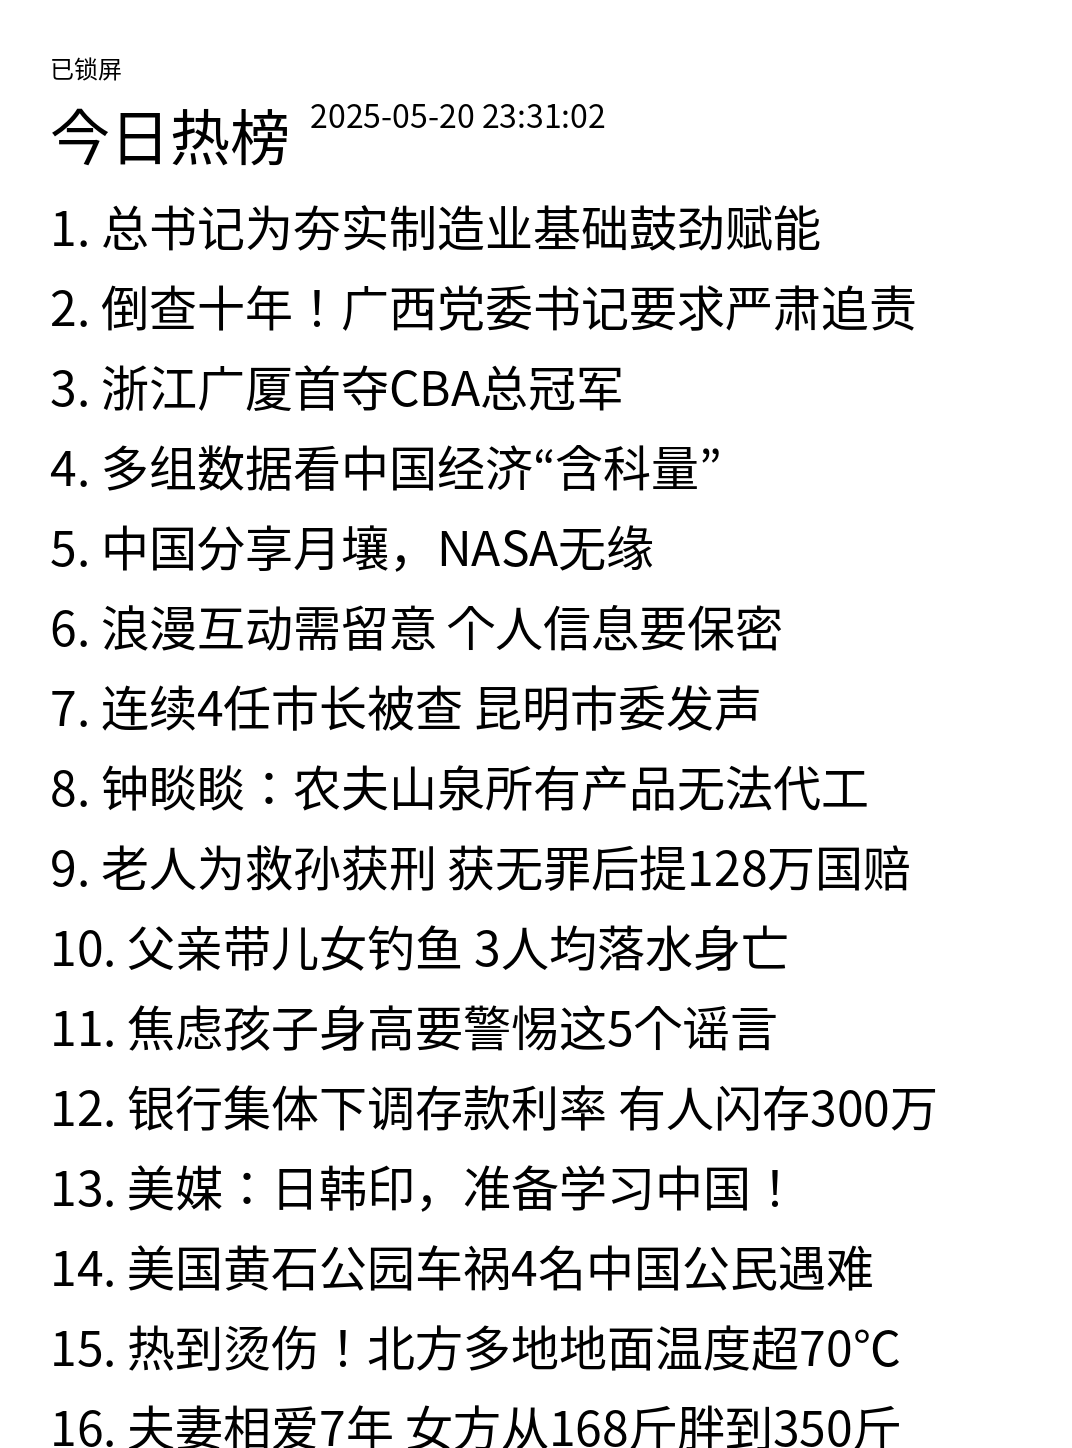 已锁屏
今日热榜 2025-05-20 23:31:02
1. 总书记为夯实制造业基础鼓劲赋能
2. 倒查十年！广西党委书记要求严肃追责
3. 浙江广厦首夺CBA总冠军
4. 多组数据看中国经济“含科量”
5. 中国分享月壤，NASA无缘
6. 浪漫互动需留意 个人信息要保密
7. 连续4任市长被查 昆明市委发声
8. 钟睒睒：农夫山泉所有产品无法代工
9. 老人为救孙获刑 获无罪后提128万国赔
10. 父亲带儿女钓鱼 3人均落水身亡
11. 焦虑孩子身高要警惕这5个谣言
12. 银行集体下调存款利率 有人闪存300万
13. 美媒：日韩印，准备学习中国！
14. 美国黄石公园车祸4名中国公民遇难
15. 热到烫伤！北方多地地面温度超70℃
16. 夫妻相爱7年 女方从168斤胖到350斤